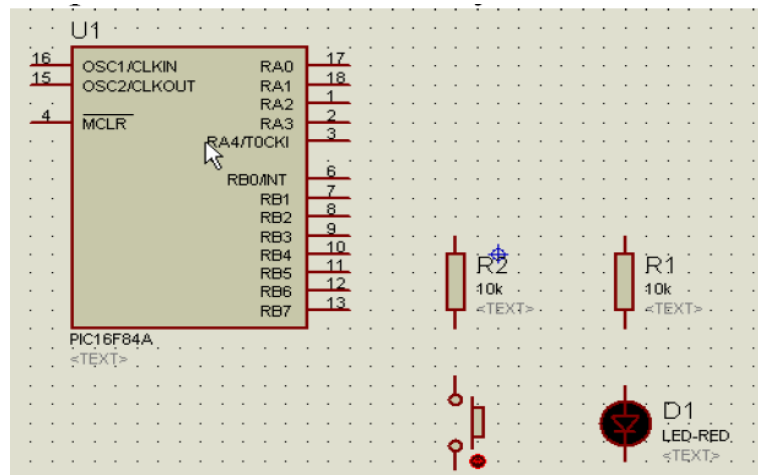 U1
16 OSC1/CLKIN RA0 17
15 OSC2/CLKOUT RA1 18
RA2 1
4 MCLR RA3 2
RA4/T0CKI 3
RB0/INT 6
RB1 7
RB2 8
RB3 9
RB4 10
RB5 11
RB6 12
RB7 13
PIC16F84A
<TEXT>
R2
10k
<TEXT>
R1
10k
<TEXT>
D1
LED-RED
<TEXT>